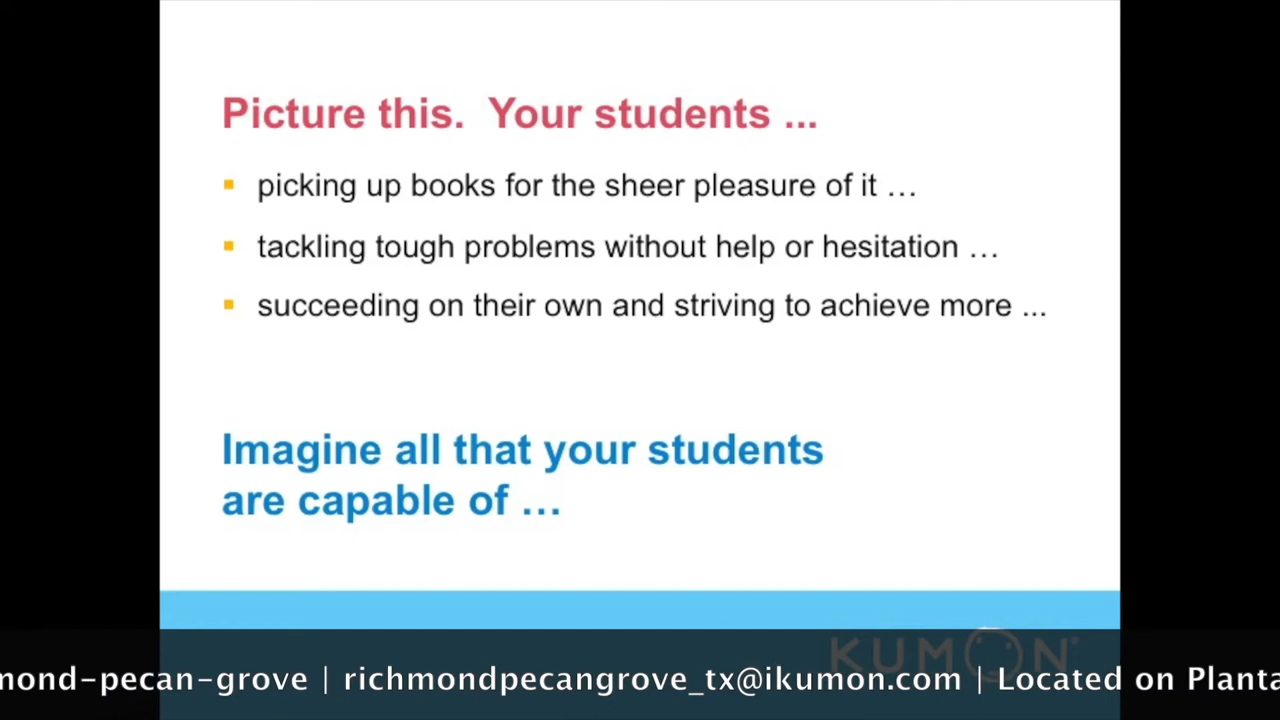 Picture this.  Your students ...
▪ picking up books for the sheer pleasure of it …
▪ tackling tough problems without help or hesitation …
▪ succeeding on their own and striving to achieve more ...
Imagine all that your students
are capable of …
KUMON®
mond-pecan-grove | richmondpecangrove_tx@ikumon.com | Located on Planta